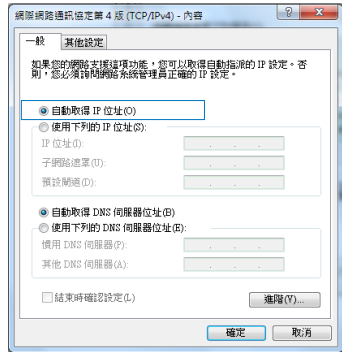 網際網路通訊協定第 4 版 (TCP/IPv4) - 內容
一般
其他設定
如果您的網路支援這項功能，您可以取得自動指派的 IP 設定。否
則，您必須詢問網路系統管理員正確的 IP 設定。
自動取得 IP 位址(O)
使用下列的 IP 位址(S):
IP 位址(I):
子網路遮罩(U):
預設閘道(D):
自動取得 DNS 伺服器位址(B)
使用下列的 DNS 伺服器位址(E):
慣用 DNS 伺服器(P):
其他 DNS 伺服器(A):
結束時確認設定(L)
進階(V)...
確定
取消